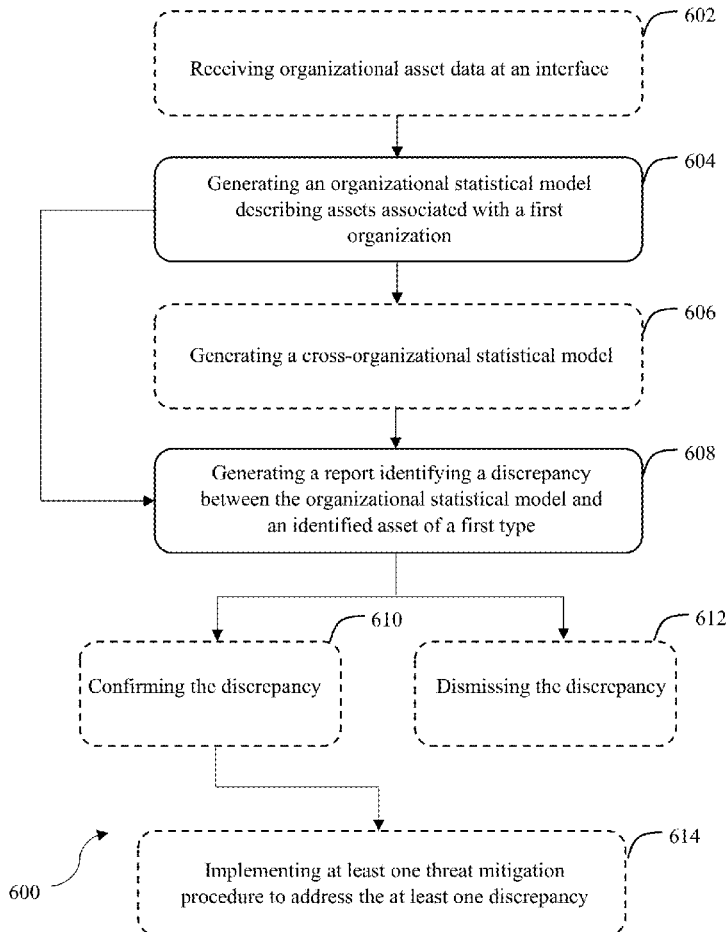 602
Receiving organizational asset data at an interface
604
Generating an organizational statistical model
describing assets associated with a first
organization
606
Generating a cross-organizational statistical model
608
Generating a report identifying a discrepancy
between the organizational statistical model and
an identified asset of a first type
610
Confirming the discrepancy
612
Dismissing the discrepancy
614
Implementing at least one threat mitigation
procedure to address the at least one discrepancy
600